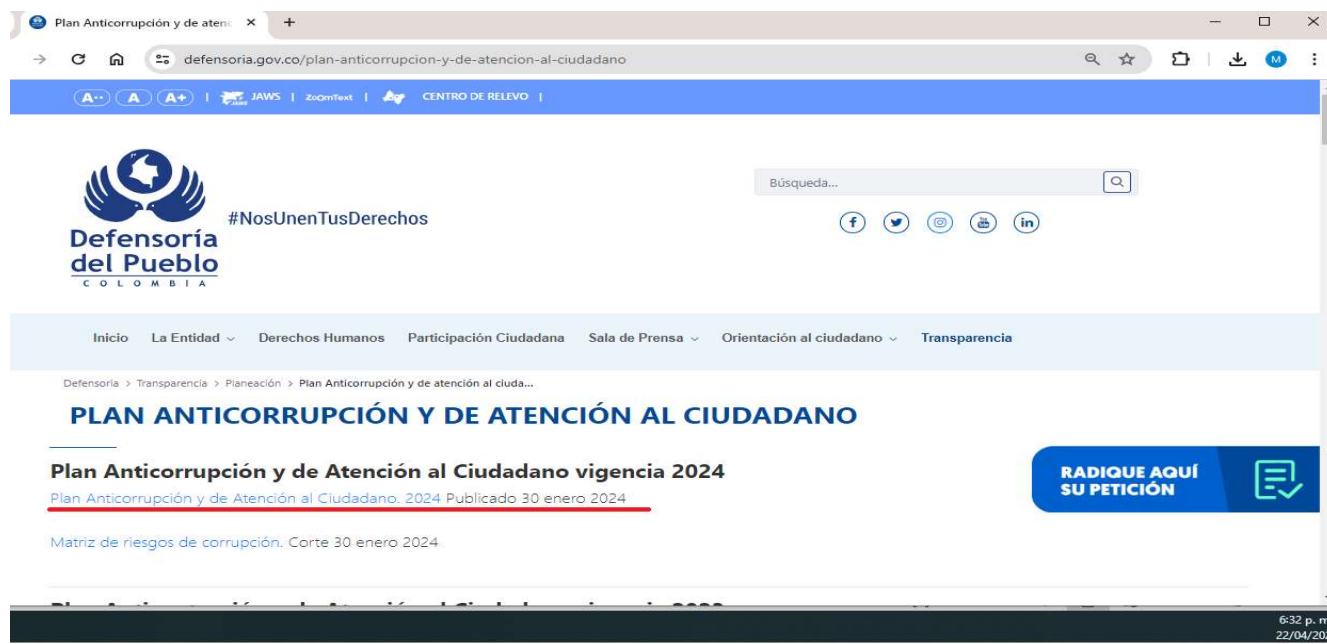 Plan Anticorrupción y de aten
defensoria.gov.co/plan-anticorrupcion-y-de-atencion-al-ciudadano
M
A-- A A+ | JAWS | ZoomText | CENTRO DE RELEVO |
Defensoría
del Pueblo
COLOMBIA
#NosUnenTusDerechos
Búsqueda...
Inicio La Entidad Derechos Humanos Participación Ciudadana Sala de Prensa Orientación al ciudadano Transparencia
Defensoria > Transparencia > Planeación > Plan Anticorrupción y de atención al ciuda...
PLAN ANTICORRUPCIÓN Y DE ATENCIÓN AL CIUDADANO
Plan Anticorrupción y de Atención al Ciudadano vigencia 2024
Plan Anticorrupción y de Atención al Ciudadano. 2024 Publicado 30 enero 2024
RADIQUE AQUÍ
SU PETICIÓN
Matriz de riesgos de corrupción. Corte 30 enero 2024
6:32 p. m
22/04/20